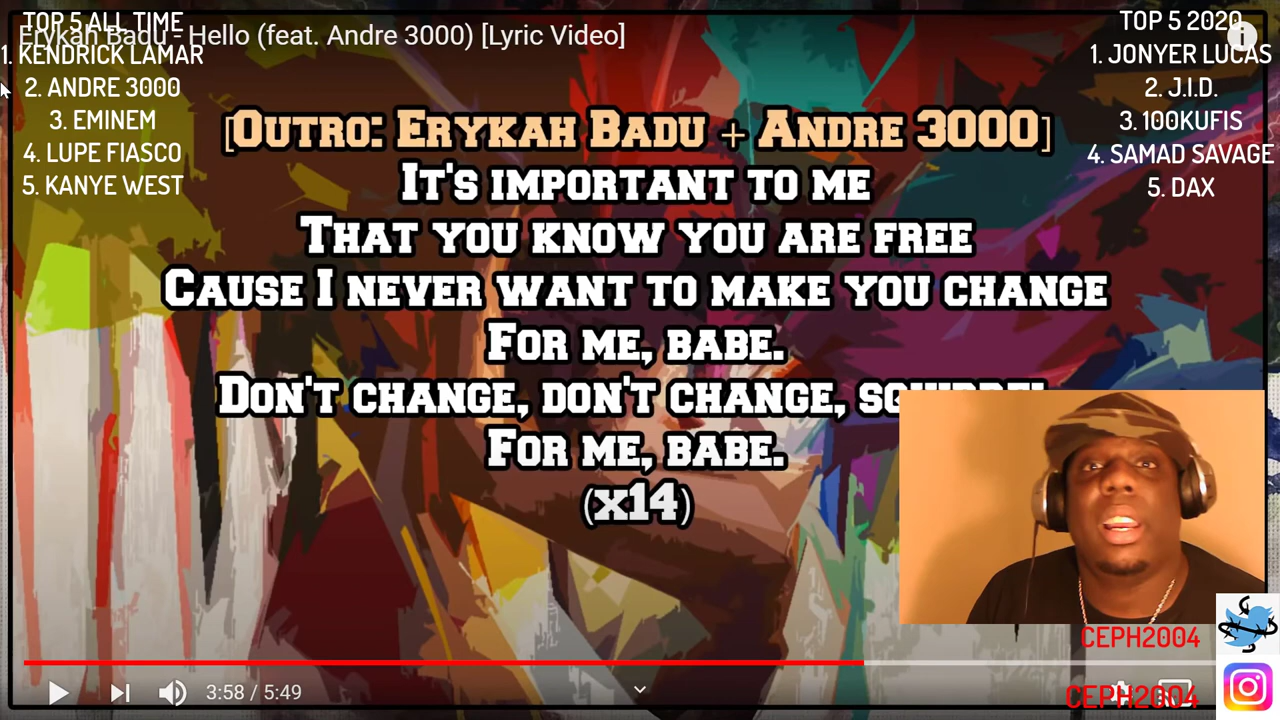 Erykah Badu - Hello (feat. Andre 3000) [Lyric Video]
TOP 5 ALL TIME
1. KENDRICK LAMAR
2. ANDRE 3000
3. EMINEM
4. LUPE FIASCO
5. KANYE WEST
TOP 5 2020
1. JONYER LUCAS
2. J.I.D.
3. 100KUFIS
4. SAMAD SAVAGE
5. DAX
[OUTRO: ERYKAH BADU + ANDRE 3000]
IT'S IMPORTANT TO ME
THAT YOU KNOW YOU ARE FREE
CAUSE I NEVER WANT TO MAKE YOU CHANGE
FOR ME, BABE.
DON'T CHANGE, DON'T CHANGE,
FOR ME, BABE.
(X14)
CEPH2004
CEPH2004
3:58 / 5:49